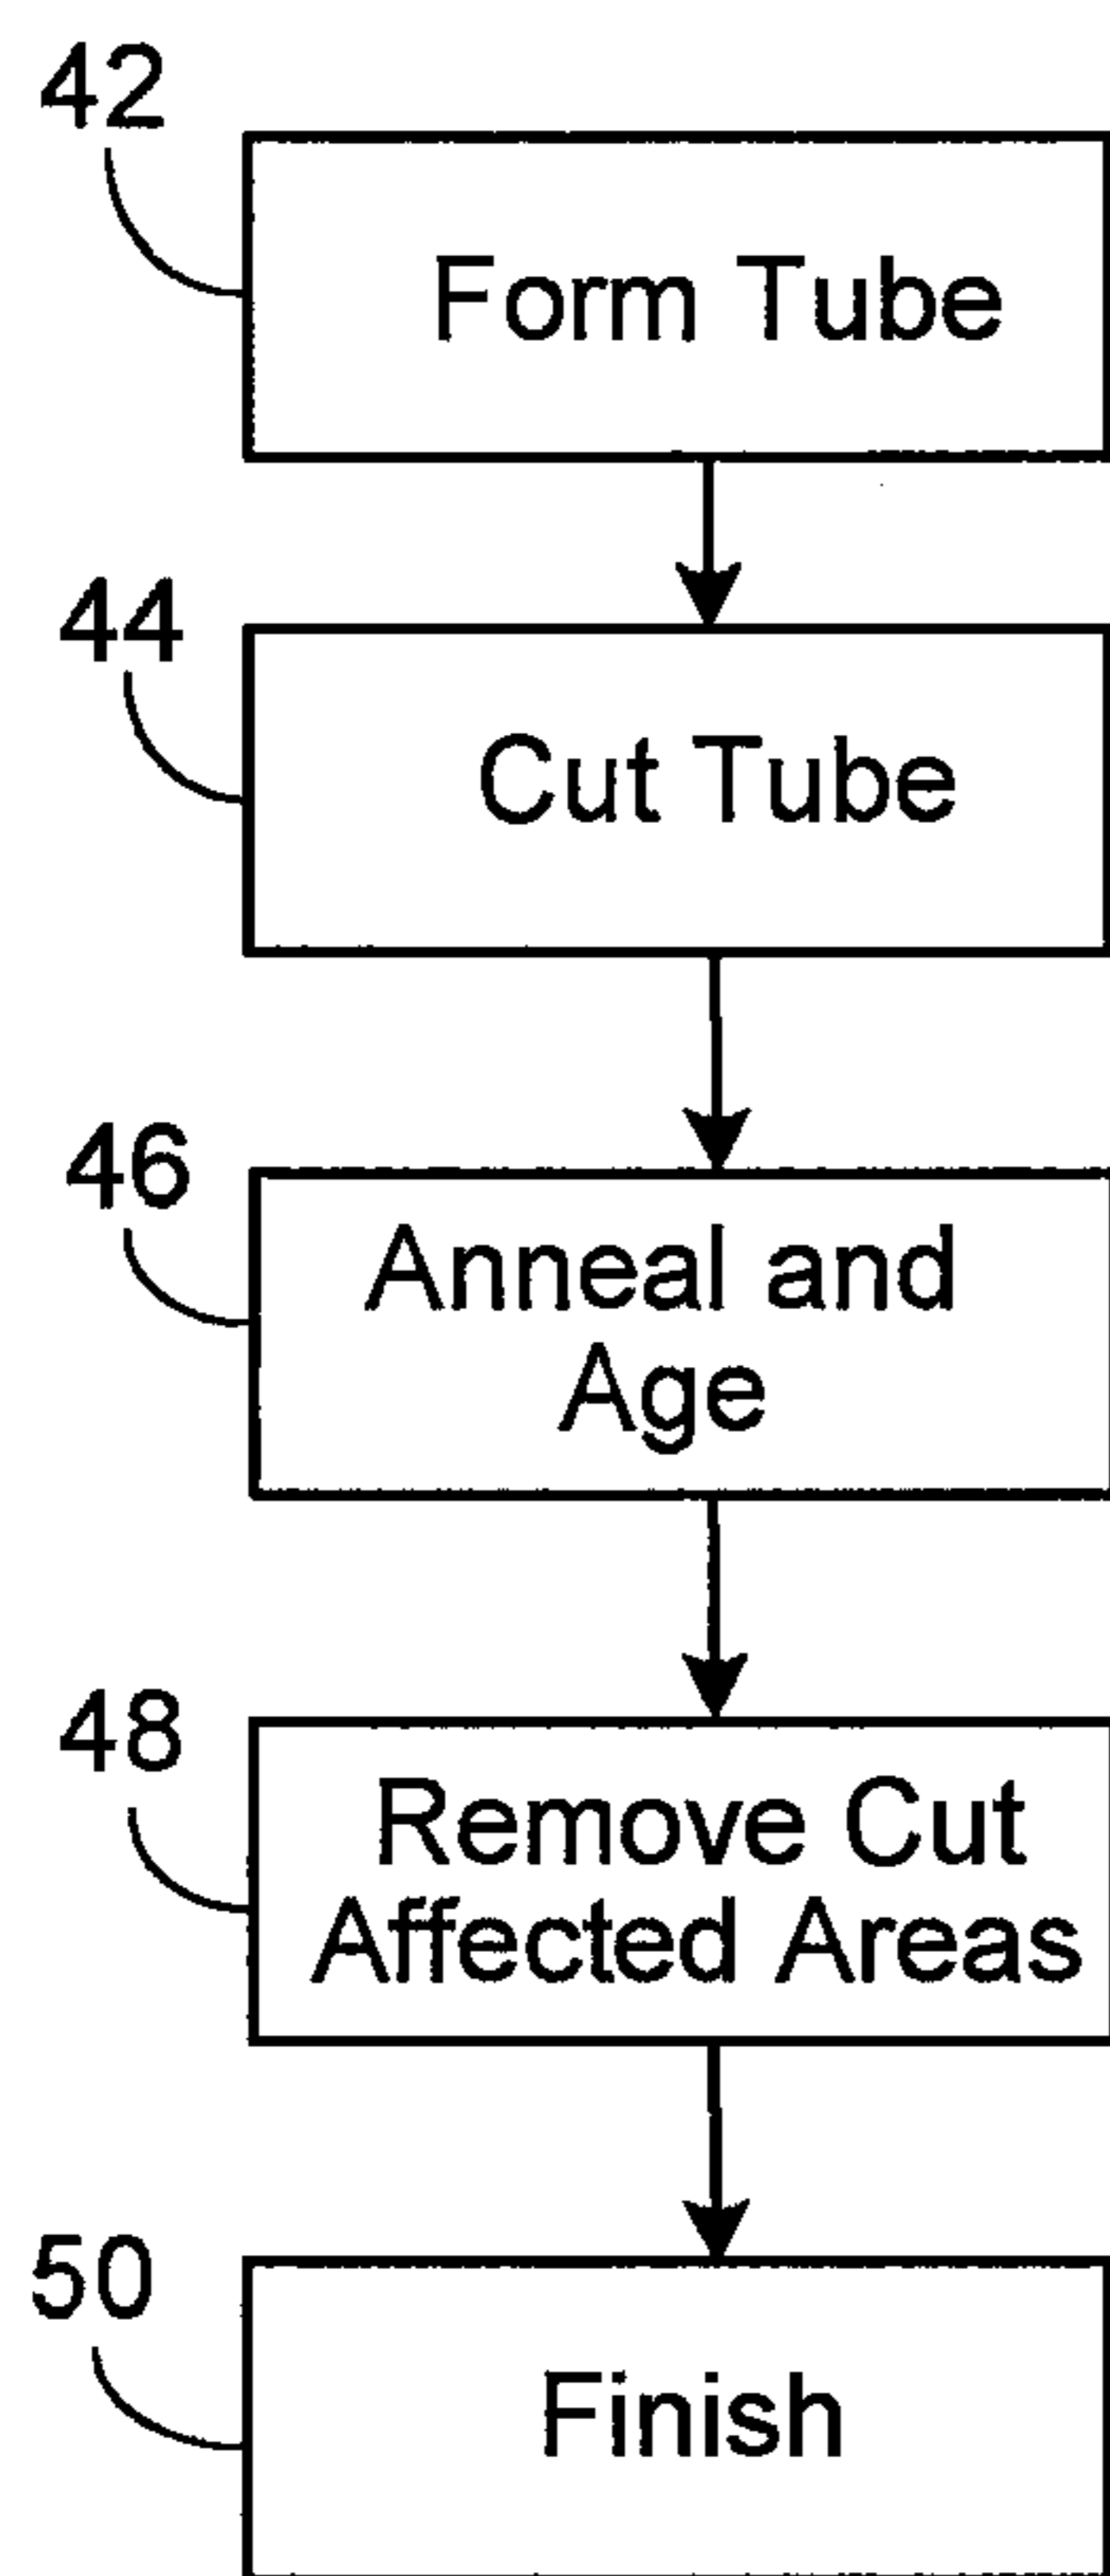 42
Form Tube
44
Cut Tube
46
Anneal and
Age
48
Remove Cut
Affected Areas
50
Finish